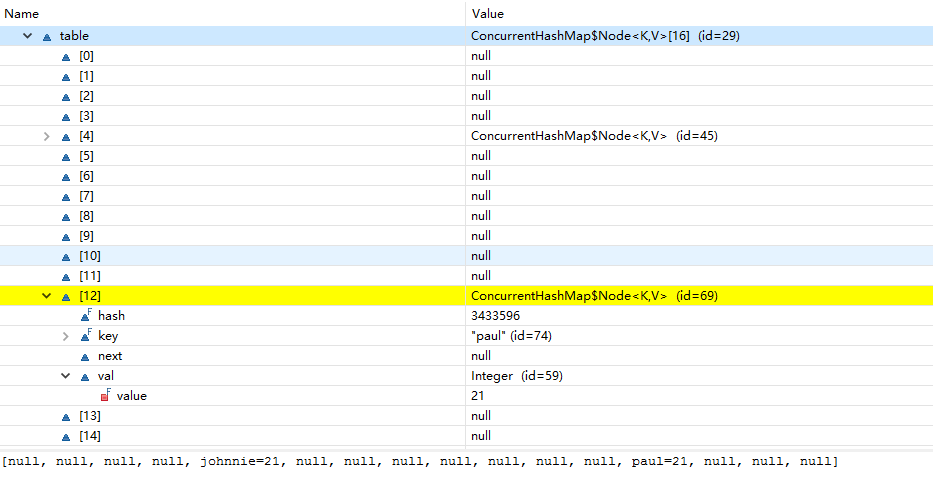 Name Value
table ConcurrentHashMap$Node<K,V>[16] (id=29)
[0] null
[1] null
[2] null
[3] null
[4] ConcurrentHashMap$Node<K,V> (id=45)
[5] null
[6] null
[7] null
[8] null
[9] null
[10] null
[11] null
[12] ConcurrentHashMap$Node<K,V> (id=69)
hash 3433596
key "paul" (id=74)
next null
val Integer (id=59)
value 21
[13] null
[14] null
[null, null, null, null, johnnie=21, null, null, null, null, null, null, null, paul=21, null, null, null]